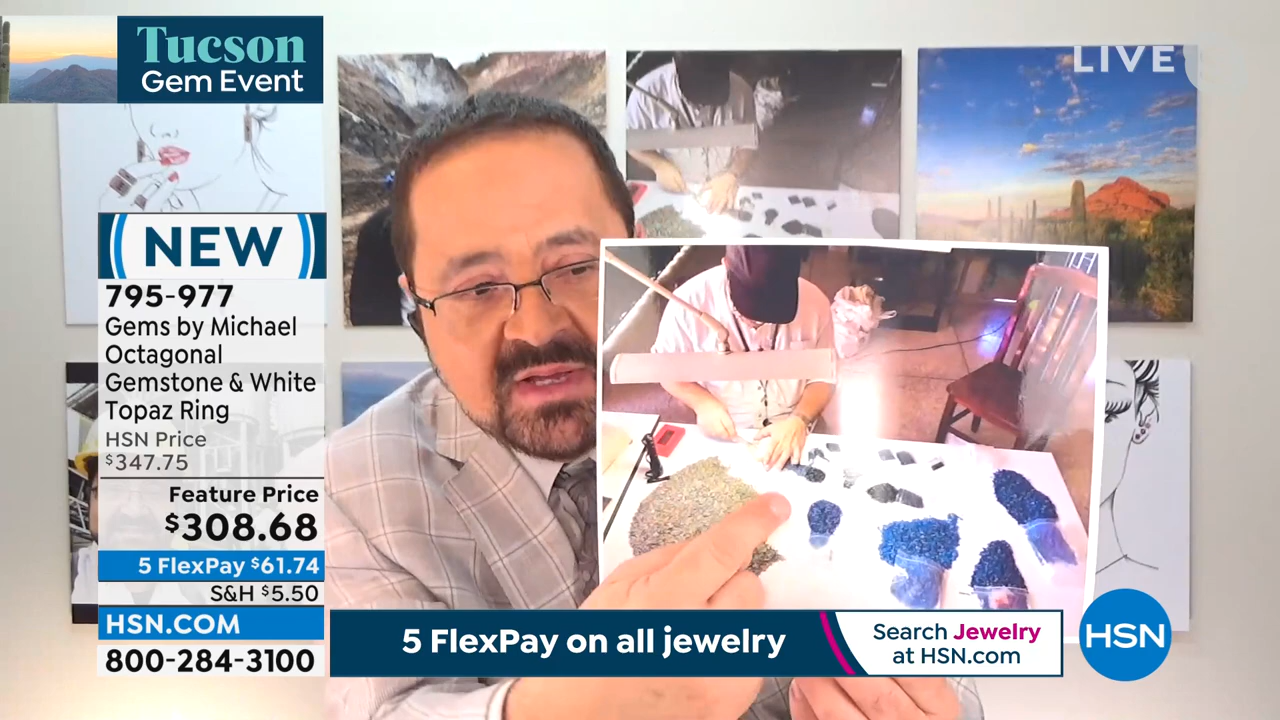 Tucson
Gem Event
LIVE
NEW
795-977
Gems by Michael
Octagonal
Gemstone & White
Topaz Ring
HSN Price
$347.75
Feature Price
$308.68
5 FlexPay $61.74
S&H $5.50
HSN.COM
800-284-3100
5 FlexPay on all jewelry
Search Jewelry
at HSN.com
HSN